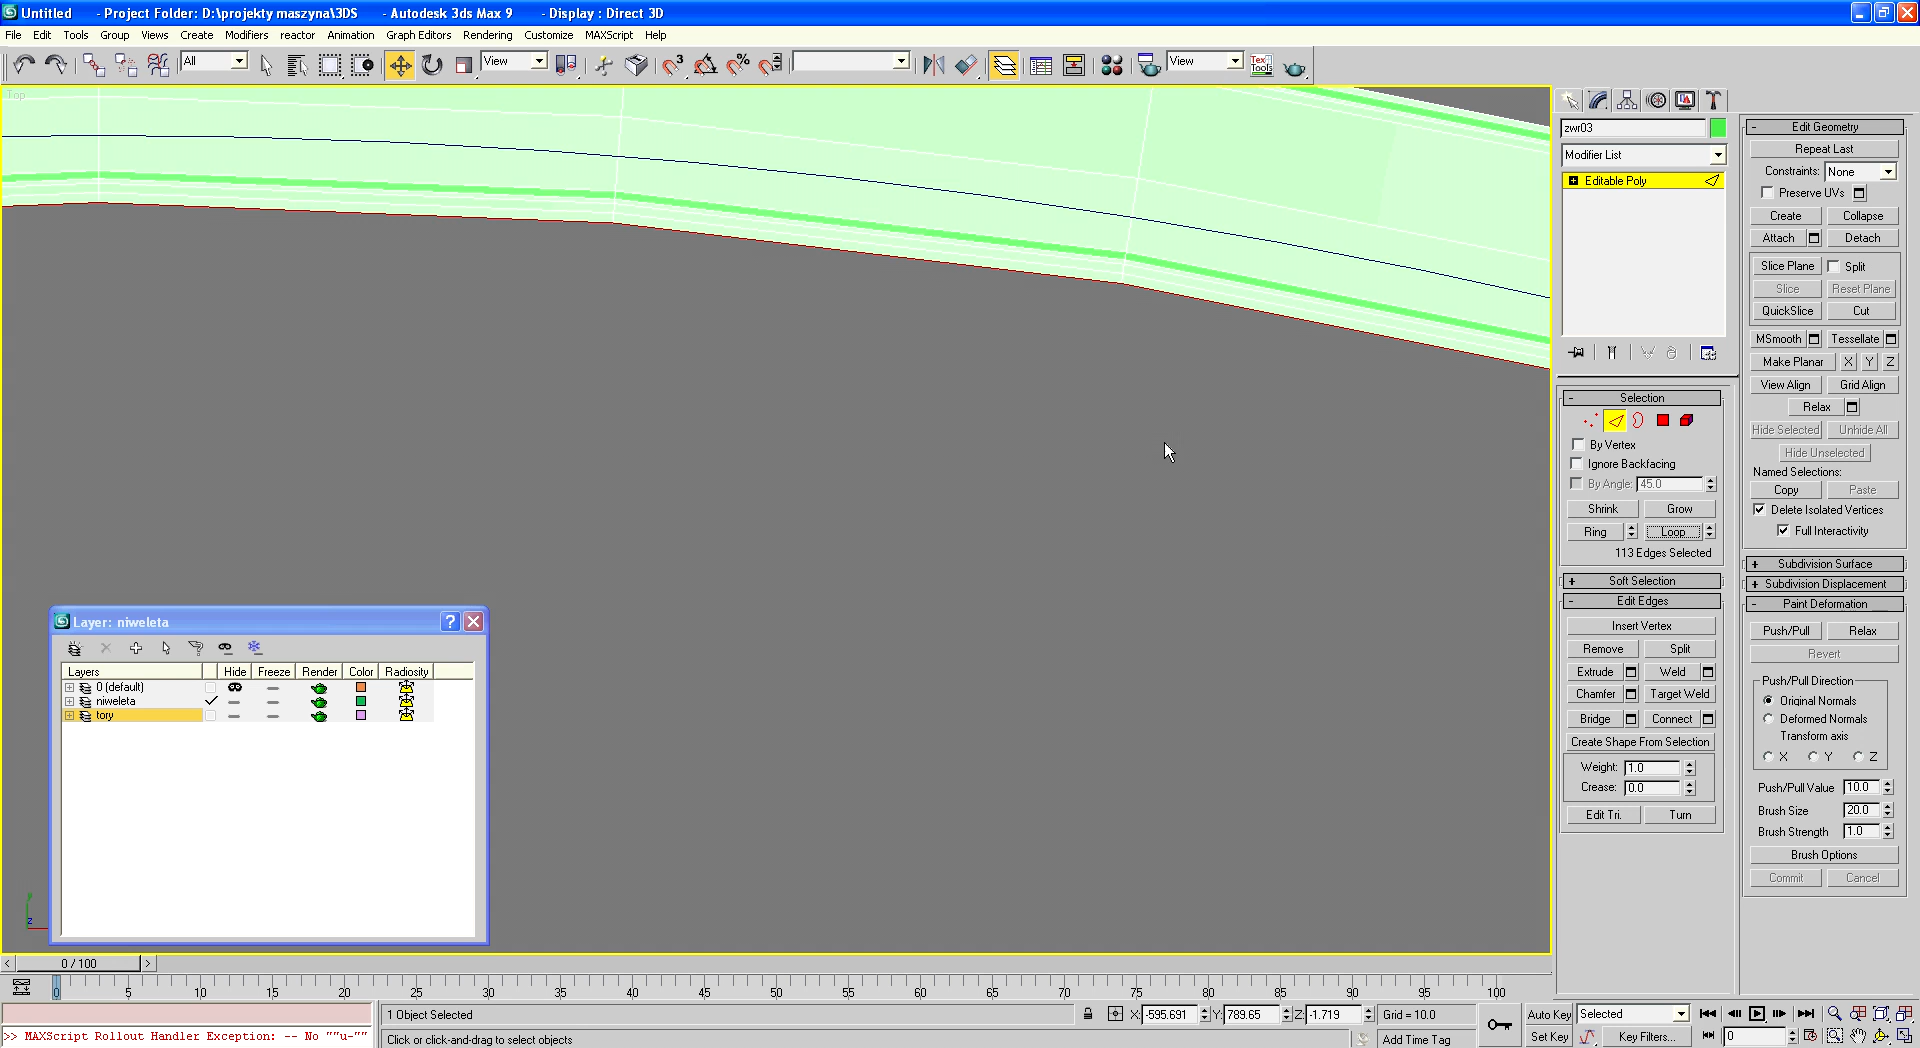 Untitled - Project Folder: D:\projekty maszyna\3DS - Autodesk 3ds Max 9 - Display : Direct 3D
File Edit Tools Group Views Create Modifiers reactor Animation Graph Editors Rendering Customize MAXScript Help
All View View Tex Tools
Top
zwr03
Modifier List
Editable Poly
Selection
By Vertex
Ignore Backfacing
By Angle: 45.0
Shrink Grow
Ring Loop
113 Edges Selected
Soft Selection
Edit Edges
Insert Vertex
Remove Split
Extrude Weld
Chamfer Target Weld
Bridge Connect
Create Shape From Selection
Weight: 1.0
Crease: 0.0
Edit Tri. Turn
Edit Geometry
Repeat Last
Constraints: None
Preserve UVs
Create Collapse
Attach Detach
Slice Plane Split
Slice Reset Plane
QuickSlice Cut
MSmooth Tessellate
Make Planar X Y Z
View Align Grid Align
Relax
Hide Selected Unhide All
Hide Unselected
Named Selections:
Copy Paste
Delete Isolated Vertices
Full Interactivity
Subdivision Surface
Subdivision Displacement
Paint Deformation
Push/Pull Relax
Revert
Push/Pull Direction
Original Normals
Deformed Normals
Transform axis
X Y Z
Push/Pull Value 10.0
Brush Size 20.0
Brush Strength 1.0
Brush Options
Commit Cancel
Layer: niweleta
Layers Hide Freeze Render Color Radiosity
0 (default)
niweleta
tory
y
z
0 / 100
0 5 10 15 20 25 30 35 40 45 50 55 60 65 70 75 80 85 90 95 100
1 Object Selected X: -595.691 Y: 789.65 Z: -1.719 Grid = 10.0 Auto Key Selected
>> MAXScript Rollout Handler Exception: -- No ""u-"" Click or click-and-drag to select objects Add Time Tag Set Key Key Filters... 0